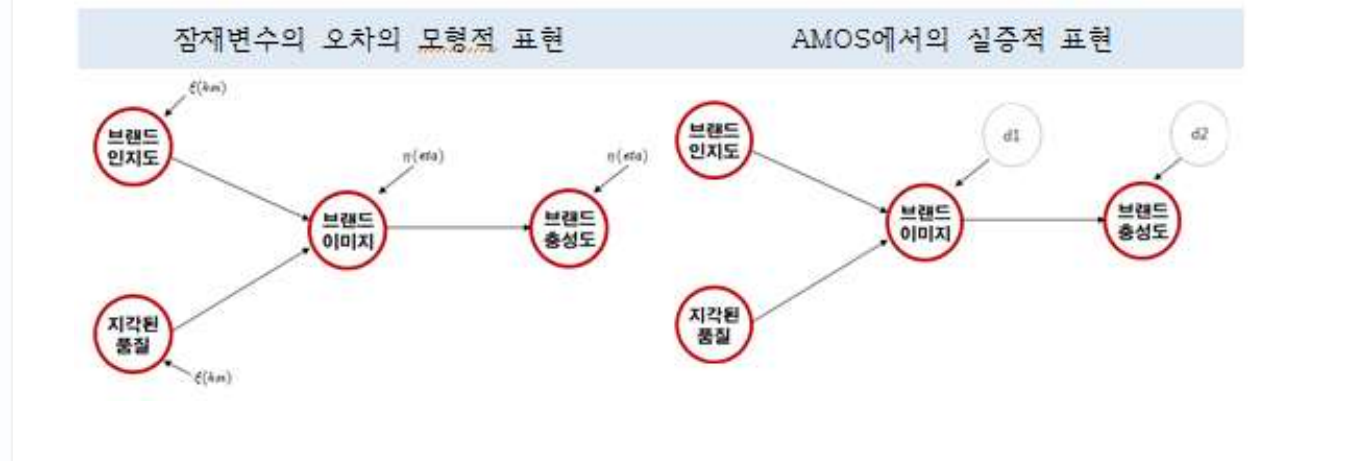 잠재변수의 오차의 모형적 표현
AMOS에서의 실증적 표현
ξ(ksi)
브랜드
인지도
η(eta)
η(eta)
브랜드
이미지
브랜드
충성도
지각된
품질
ξ(ksi)
브랜드
인지도
d1
d2
브랜드
이미지
브랜드
충성도
지각된
품질